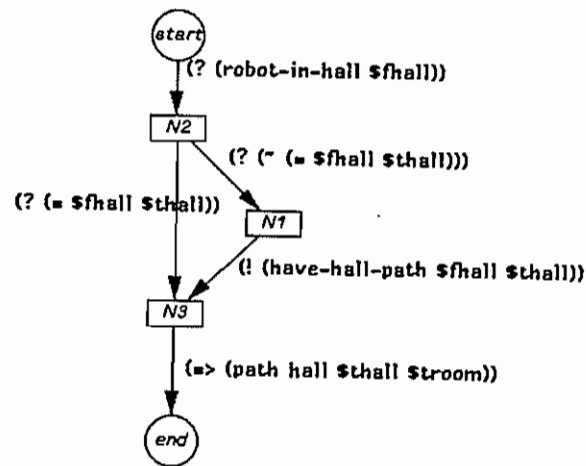 start
(? (robot-in-hall $fhall))
N2
(? (~ (= $fhall $thall)))
(? (= $fhall $thall))
N1
(! (have-hall-path $fhall $thall))
N3
(=> (path hall $thall $troom))
end